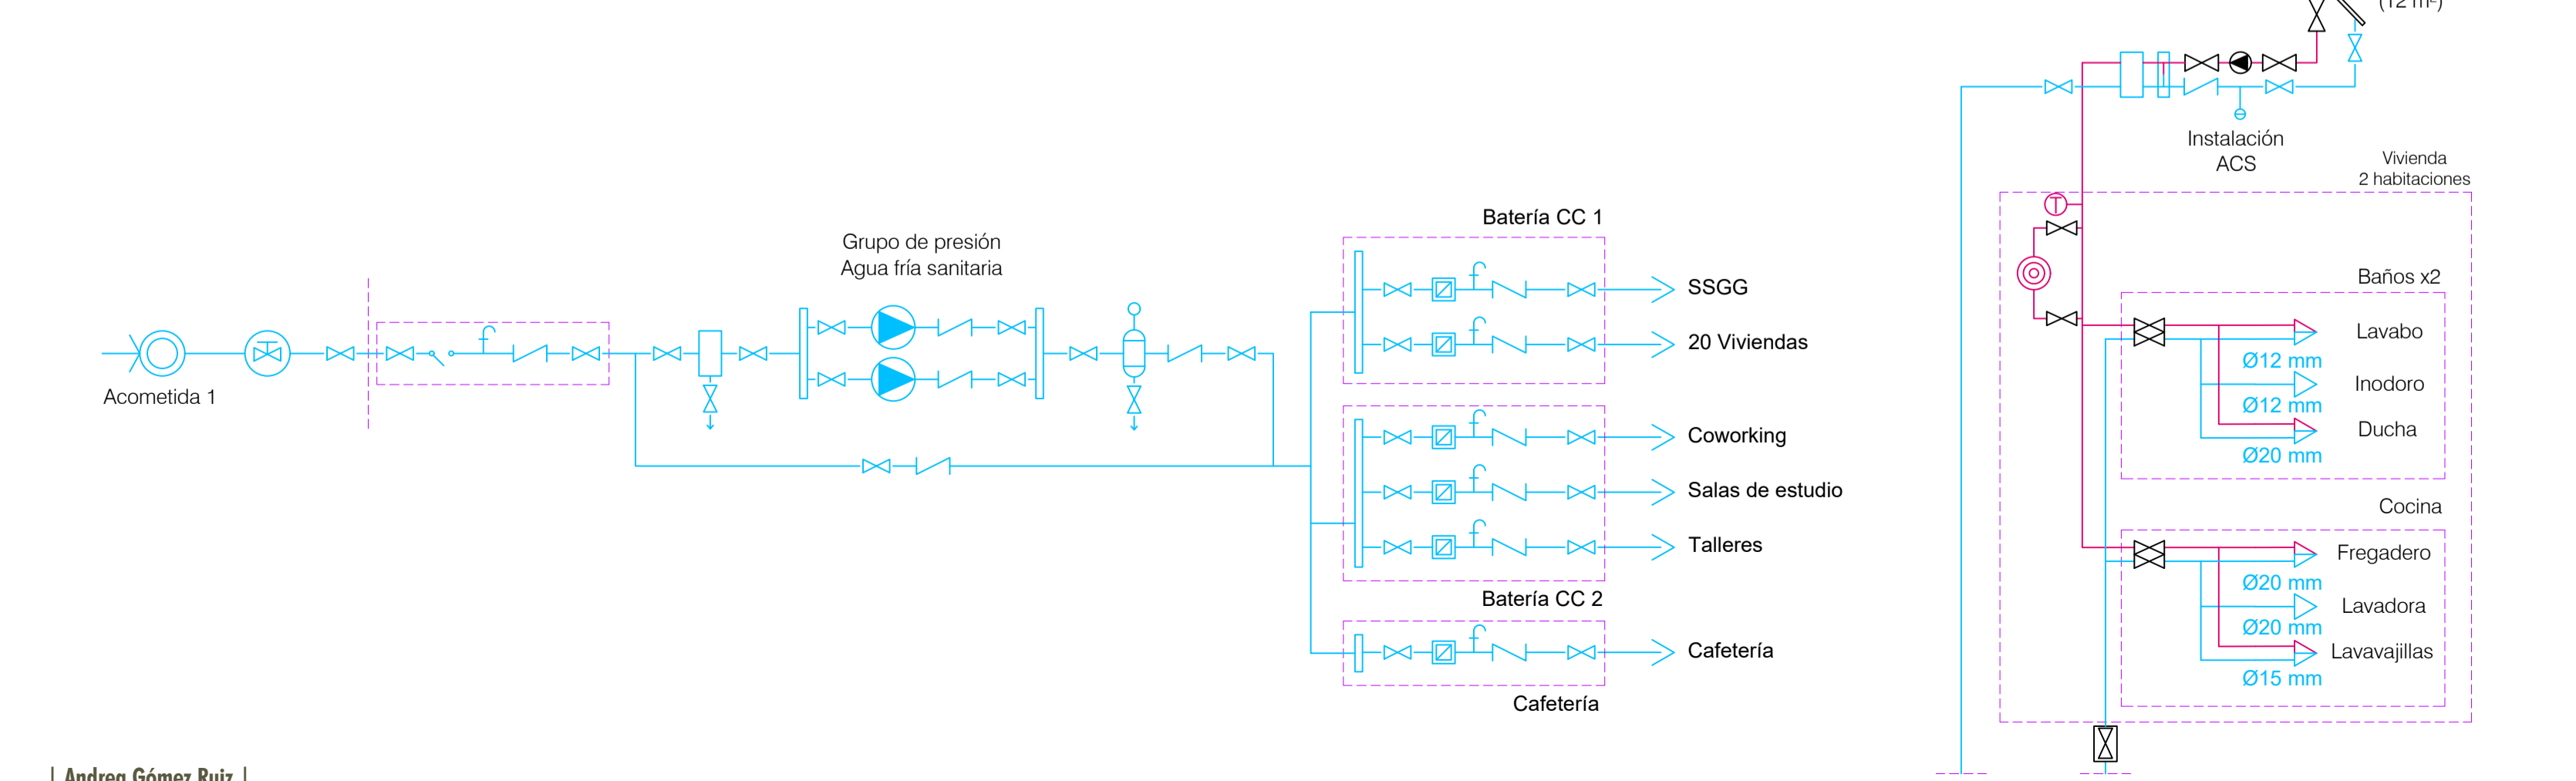 (12 m²)
Instalación
ACS
Vivienda
2 habitaciones
Batería CC 1
Grupo de presión
Agua fría sanitaria
Baños x2
SSGG
Lavabo
20 Viviendas
Ø12 mm
Inodoro
Acometida 1
Ø12 mm
Ducha
Coworking
Ø20 mm
Salas de estudio
Cocina
Talleres
Fregadero
Ø20 mm
Batería CC 2
Lavadora
Ø20 mm
Cafetería
Lavavajillas
Ø15 mm
Cafetería
| Andrea Gómez Ruiz |